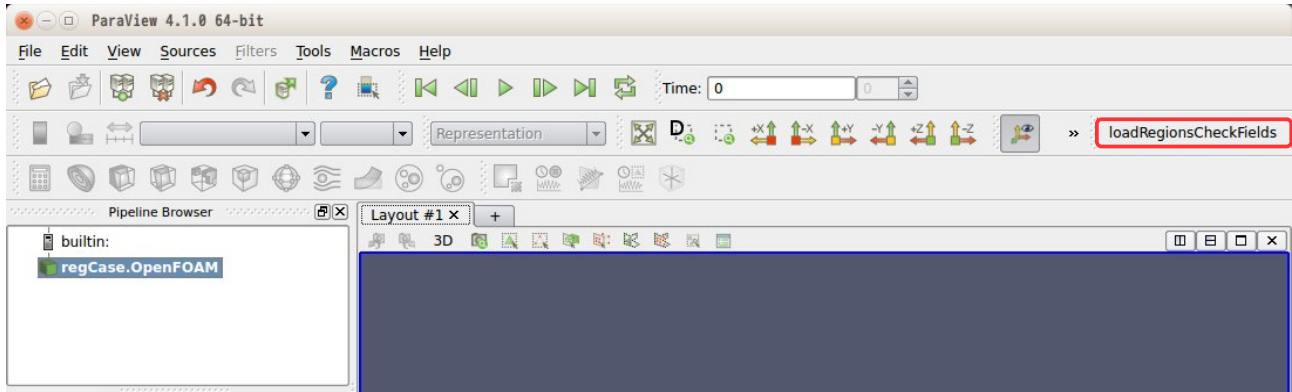 ParaView 4.1.0 64-bit
File Edit View Sources Filters Tools Macros Help
Time: 0 0
Representation +X -X +Y -Y +Z -Z » loadRegionsCheckFields
Pipeline Browser Layout #1 +
builtin: 3D
regCase.OpenFOAM